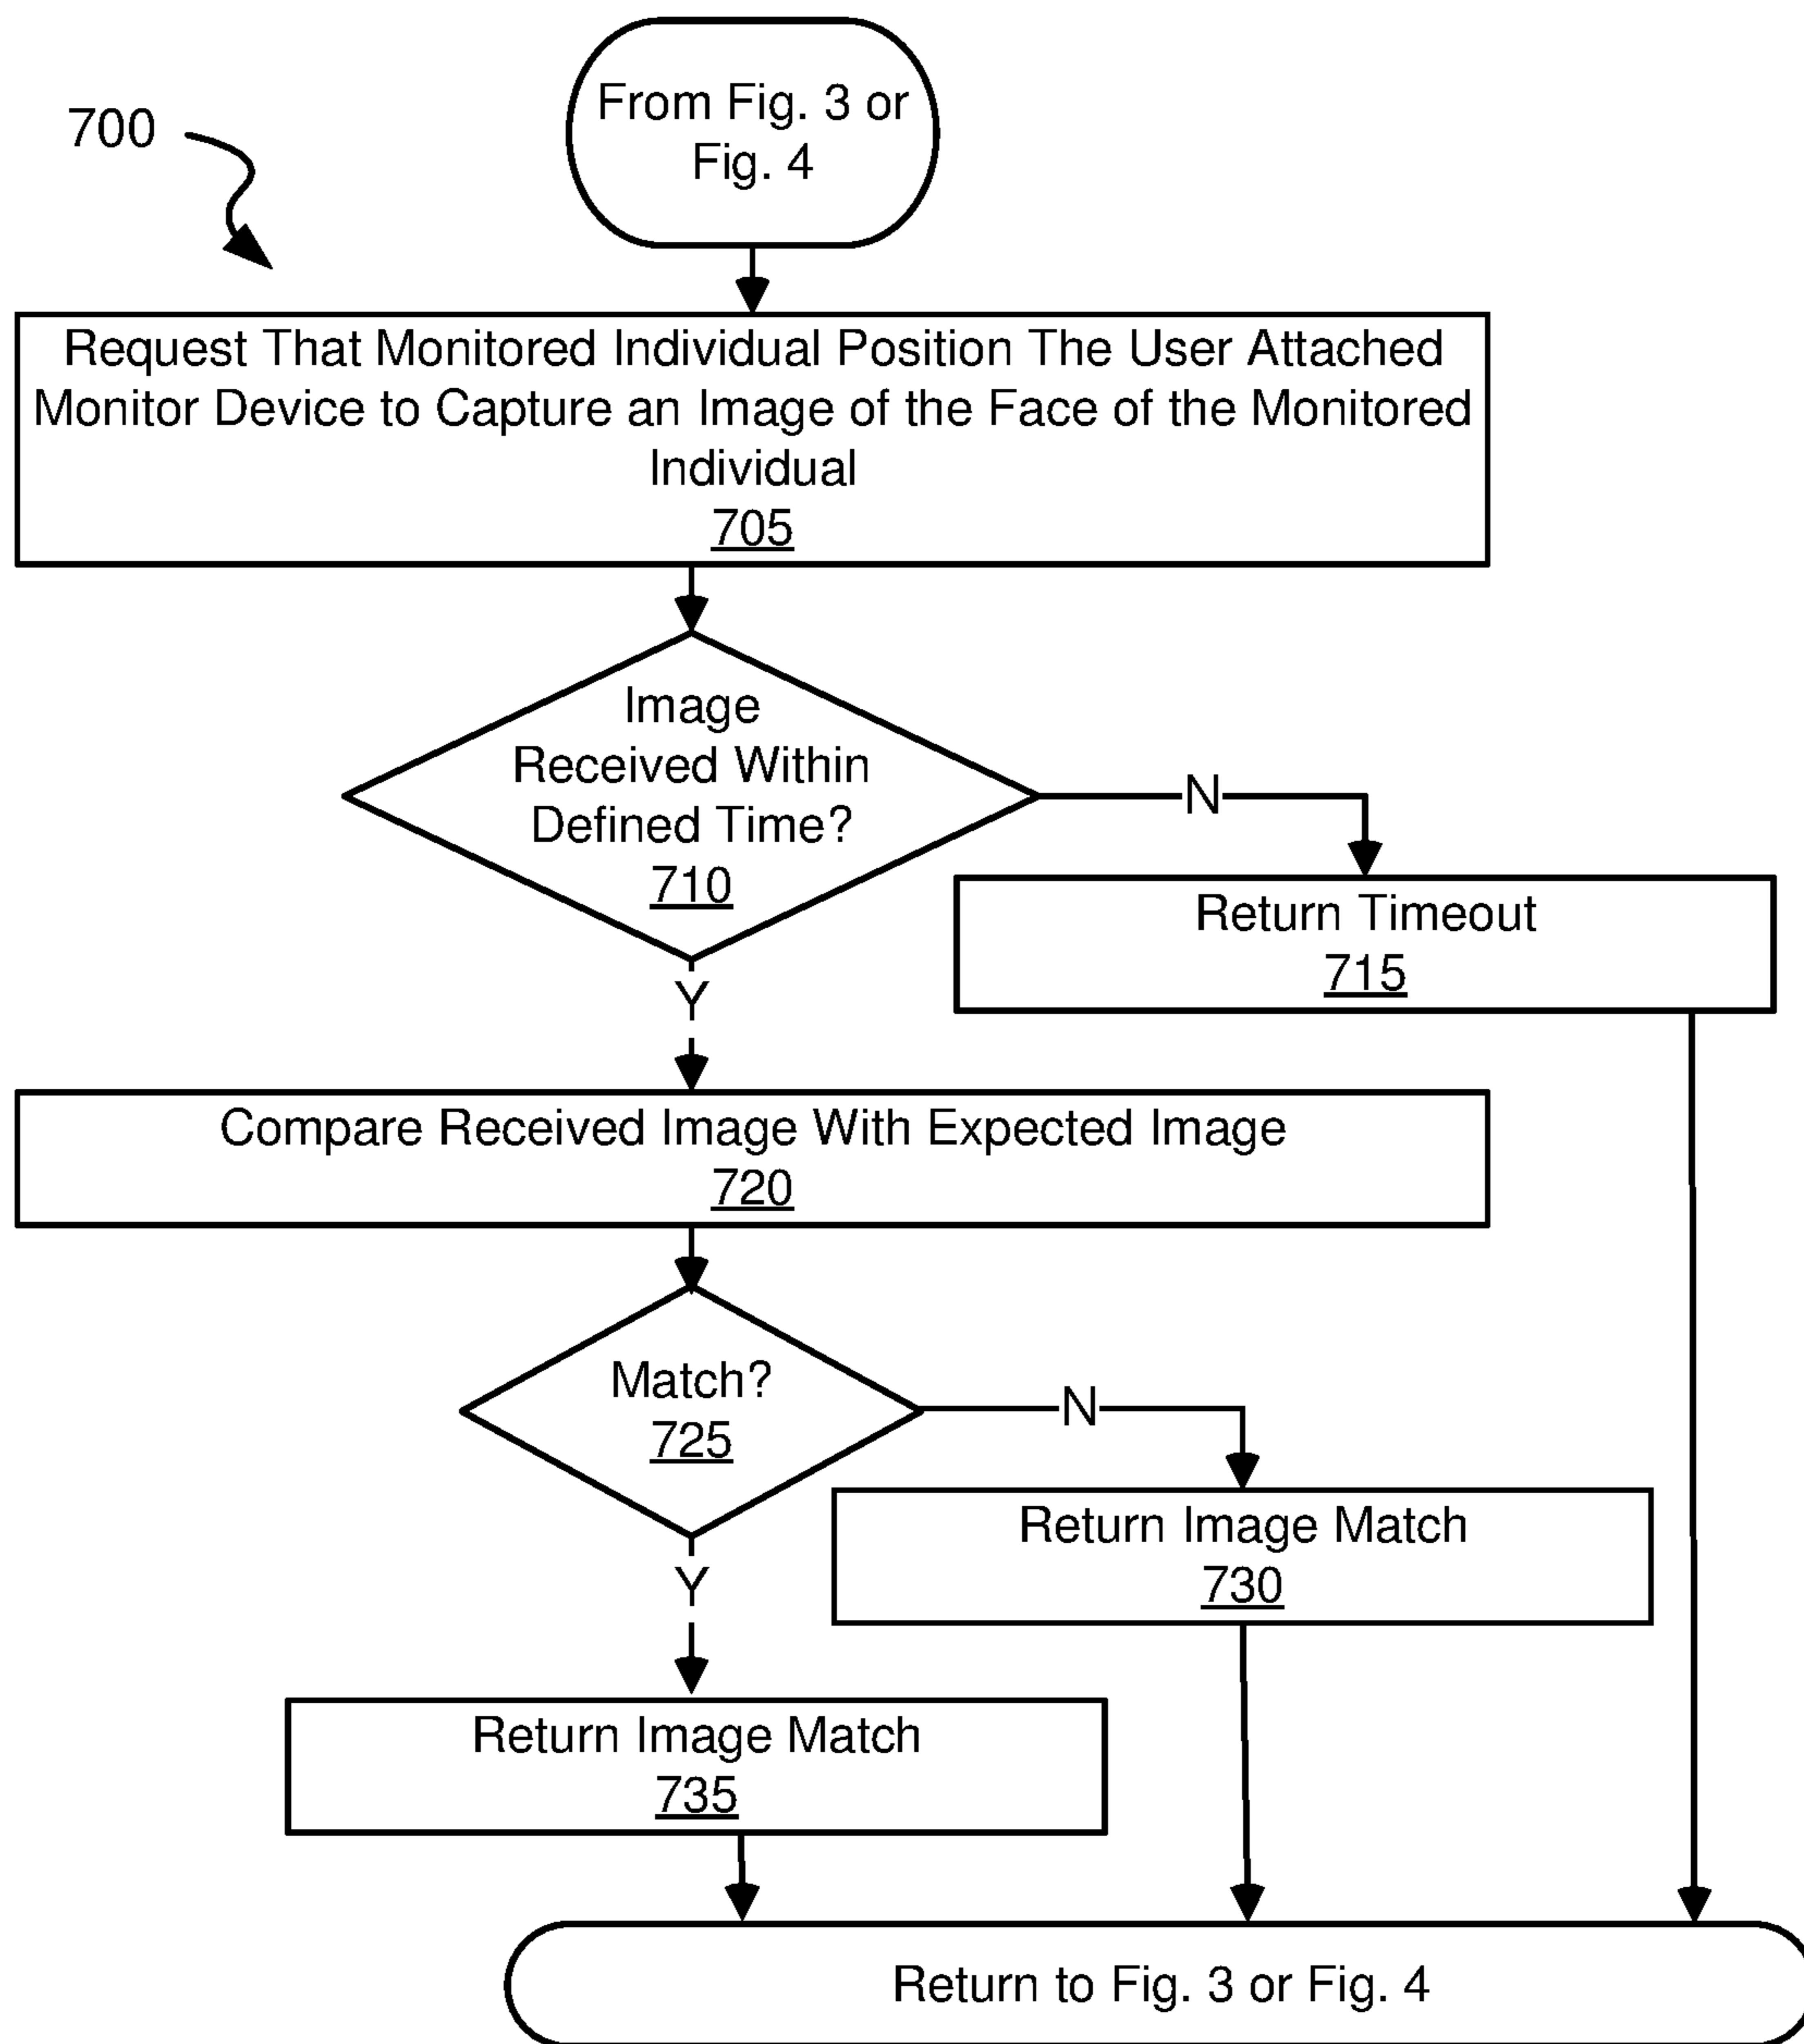 From Fig. 3 or
Fig. 4
700
Request That Monitored Individual Position The User Attached
Monitor Device to Capture an Image of the Face of the Monitored
Individual
705
Image
Received Within
Defined Time?
710
N
Return Timeout
715
Y
Compare Received Image With Expected Image
720
Match?
725
N
Return Image Match
730
Y
Return Image Match
735
Return to Fig. 3 or Fig. 4